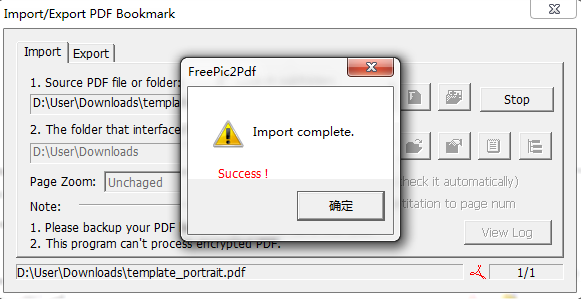 Import/Export PDF Bookmark
Import
Export
1. Source PDF file or folder:
D:\User\Downloads\templat
Stop
2. The folder that interface
D:\User\Downloads
Page Zoom:
Unchaged
check it automatically)
Note:
titation to page num
1. Please backup your PDF
2. This program can't process encrypted PDF.
View Log
D:\User\Downloads\template_portrait.pdf
1/1
FreePic2Pdf
Import complete.
Success !
确定